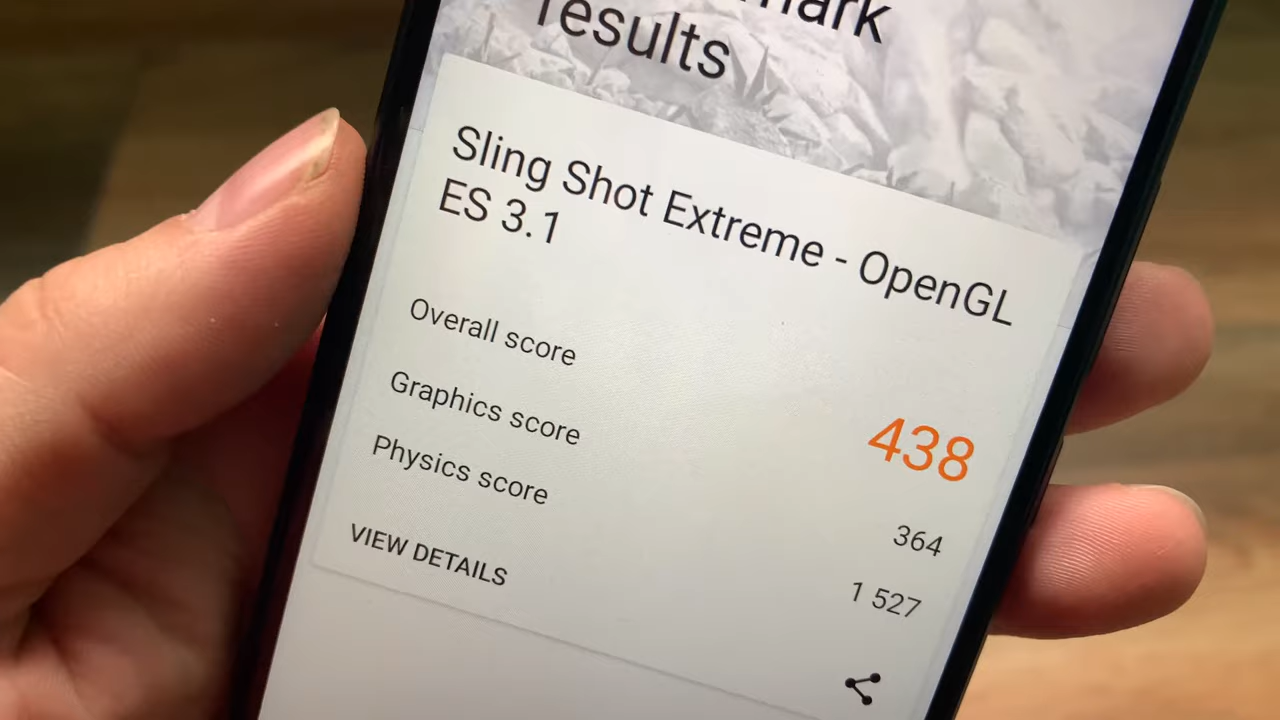 results
Sling Shot Extreme - OpenGL
ES 3.1
Overall score
438
Graphics score
364
Physics score
1 527
VIEW DETAILS